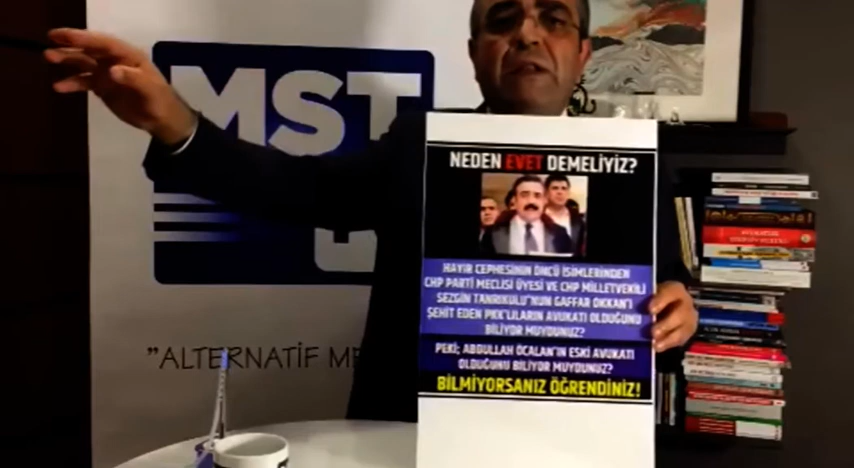 MST
NEDEN EVET DEMELİYİZ?
HAYIR CEPHESİNİN ÖNCÜ İSİMLERİNDEN
CHP PARTİ MECLİSİ ÜYESİ VE CHP MİLLETVEKİLİ
SEZGİN TANRIKULU'NUN GAFFAR OKKAN'I
ŞEHİT EDEN PKK'LILARIN AVUKATI OLDUĞUNU
BİLİYOR MUYDUNUZ?
PEKİ; ABDULLAH ÖCALAN'IN ESKİ AVUKATI
OLDUĞUNU BİLİYOR MUYDUNUZ?
BİLMİYORSANIZ ÖĞRENDİNİZ!
"ALTERNATİF